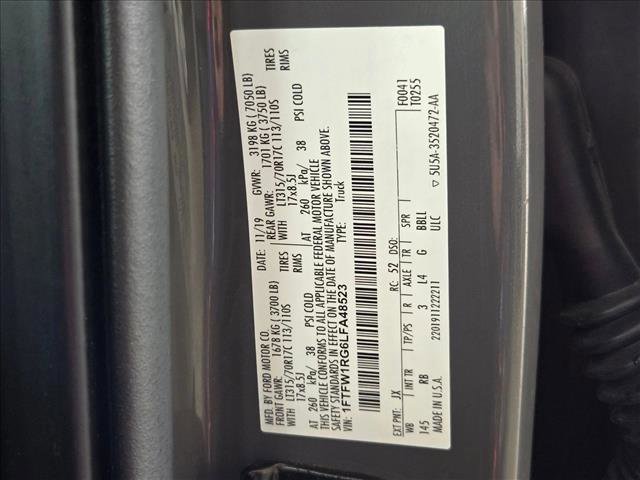 MFD. BY FORD MOTOR CO.
DATE: 11/19 GVWR: 3198 KG ( 7050 LB)
FRONT GAWR: 1678 KG ( 3700 LB) REAR GAWR: 1701 KG ( 3750 LB)
WITH LT315/70R17C 113/110S TIRES WITH LT315/70R17C 113/110S TIRES
17x8.5J RIMS 17x8.5J RIMS
AT 260 kPa/ 38 PSI COLD AT 260 kPa/ 38 PSI COLD
THIS VEHICLE CONFORMS TO ALL APPLICABLE FEDERAL MOTOR VEHICLE
SAFETY STANDARDS IN EFFECT ON THE DATE OF MANUFACTURE SHOWN ABOVE.
VIN: 1FTFW1RG6LFA48523 TYPE: Truck
F0041
T0255
EXT PNT: JX RC: 52 DSO:
WB INT TR TP/PS R AXLE TR SPR
145 RB 3 L4 G BBLL
ULC
2201911222211
MADE IN U.S.A. ▽ 5U5A-3520472-AA